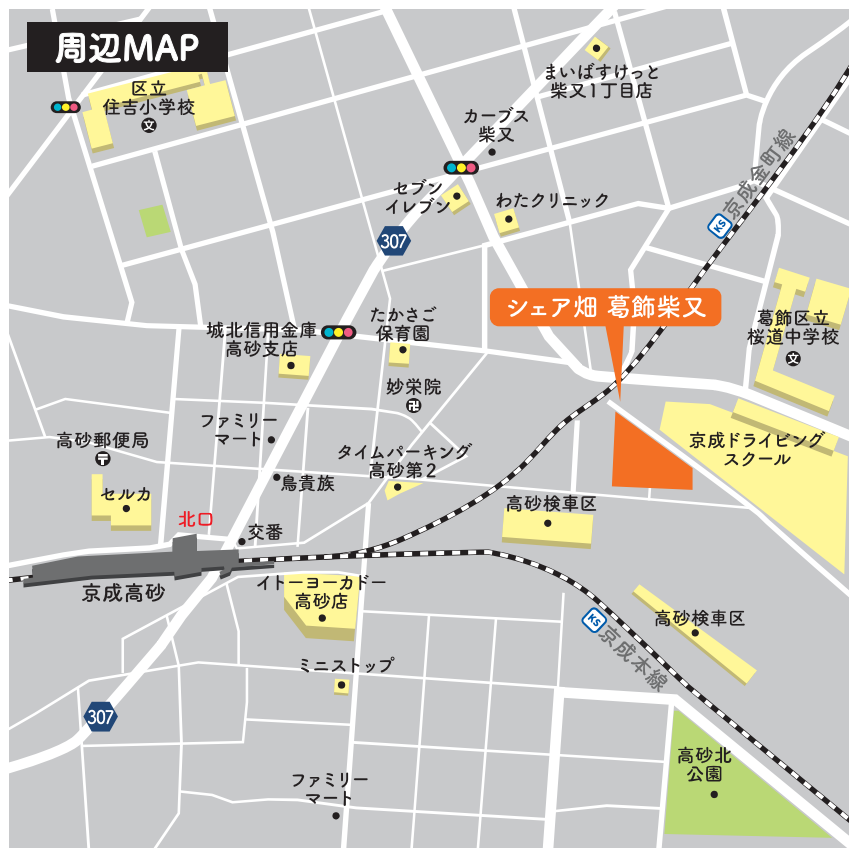 周辺MAP
まいばすけっと
柴又1丁目店
区立
住吉小学校
文
カーブス
柴又
京成金町線
セブン
イレブン
わたクリニック
KS
307
シェア畑 葛飾柴又
たかさご
保育園
城北信用金庫
高砂支店
葛飾区立
桜道中学校
文
妙栄院
卍
ファミリー
マート
高砂郵便局
〒
京成ドライビング
スクール
タイムパーキング
高砂第2
鳥貴族
セルカ
高砂検車区
北口
交番
京成高砂
イトーヨーカドー
高砂店
高砂検車区
KS
京成本線
ミニストップ
307
高砂北
公園
ファミリー
マート